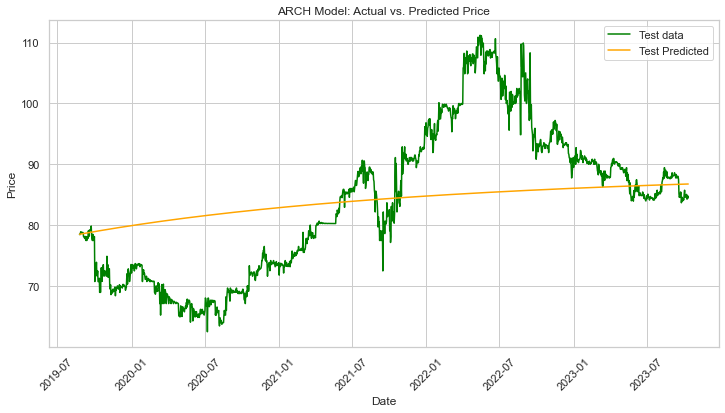 ARCH Model: Actual vs. Predicted Price
Test data
Test Predicted
110
100
90
80
70
Price
2019-07
2020-01
2020-07
2021-01
2021-07
2022-01
2022-07
2023-01
2023-07
Date